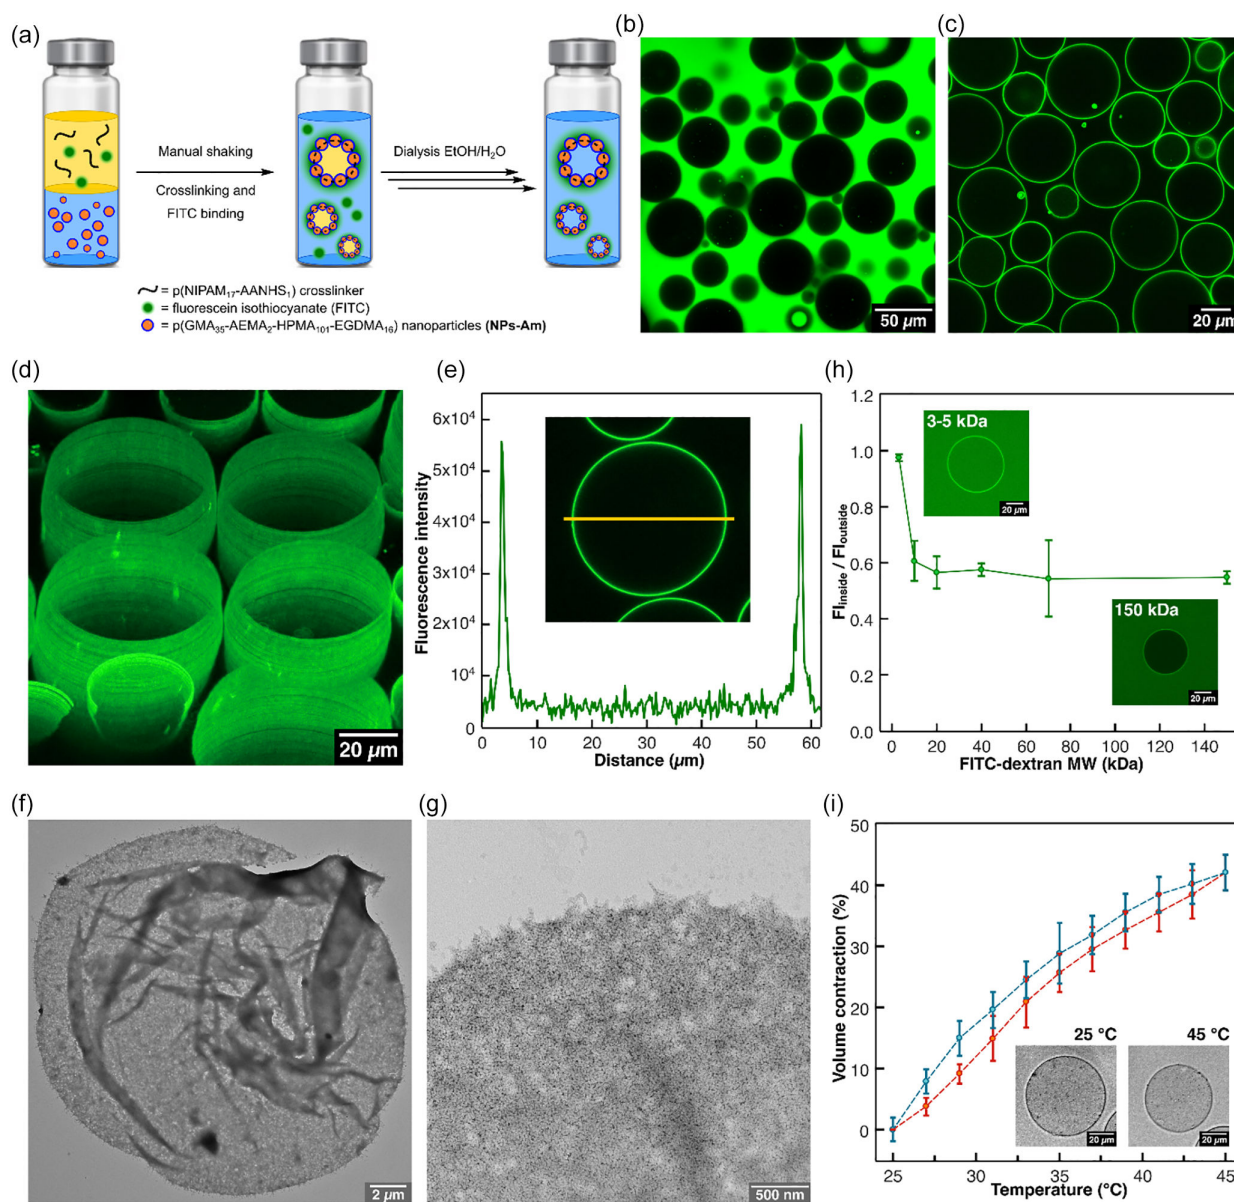 (a)
Manual shaking
Crosslinking and
FITC binding
Dialysis EtOH/H₂O
= p(NIPAM₁₇-AANHS₁) crosslinker
= fluorescein isothiocyanate (FITC)
= p(GMA₃₅-AEMA₂-HPMA₁₀₁-EGDMA₁₆) nanoparticles (NPs-Am)
(b)
50 µm
(c)
20 µm
(d)
20 µm
(e)
Fluorescence intensity
6x10⁴
5x10⁴
4x10⁴
3x10⁴
2x10⁴
10⁴
0
0 10 20 30 40 50 60
Distance (µm)
(h)
FIinside / FIoutside
1.2
1.0
0.8
0.6
0.4
0.2
0
3-5 kDa
20 µm
150 kDa
20 µm
0 20 40 60 80 100 120 140
FITC-dextran MW (kDa)
(f)
2 µm
(g)
500 nm
(i)
Volume contraction (%)
50
40
30
20
10
0
25 °C
20 µm
45 °C
20 µm
25 30 35 40 45
Temperature (°C)